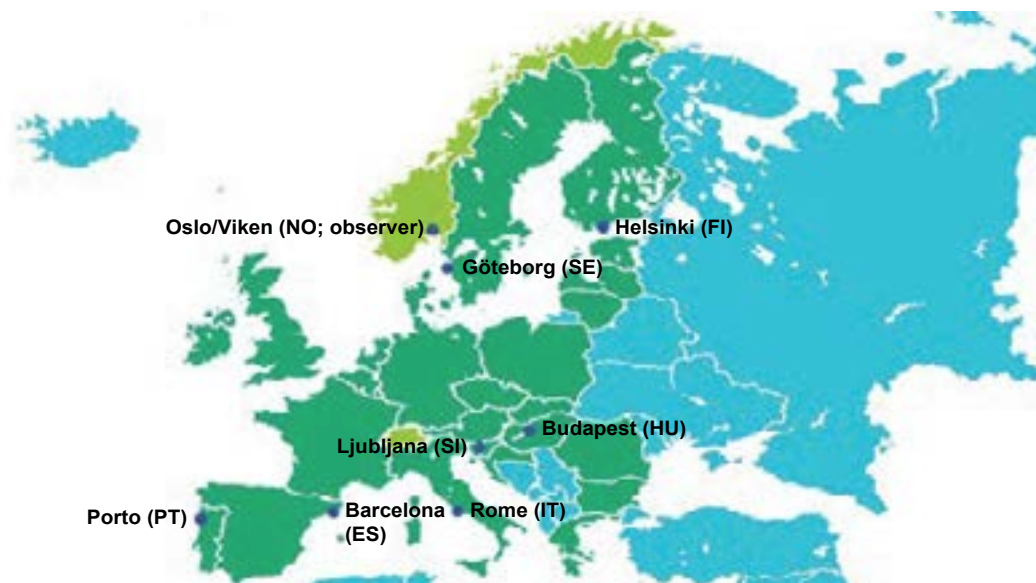 Oslo/Viken (NO; observer)
Helsinki (FI)
Göteborg (SE)
Budapest (HU)
Ljubljana (SI)
Porto (PT)
Barcelona
(ES)
Rome (IT)